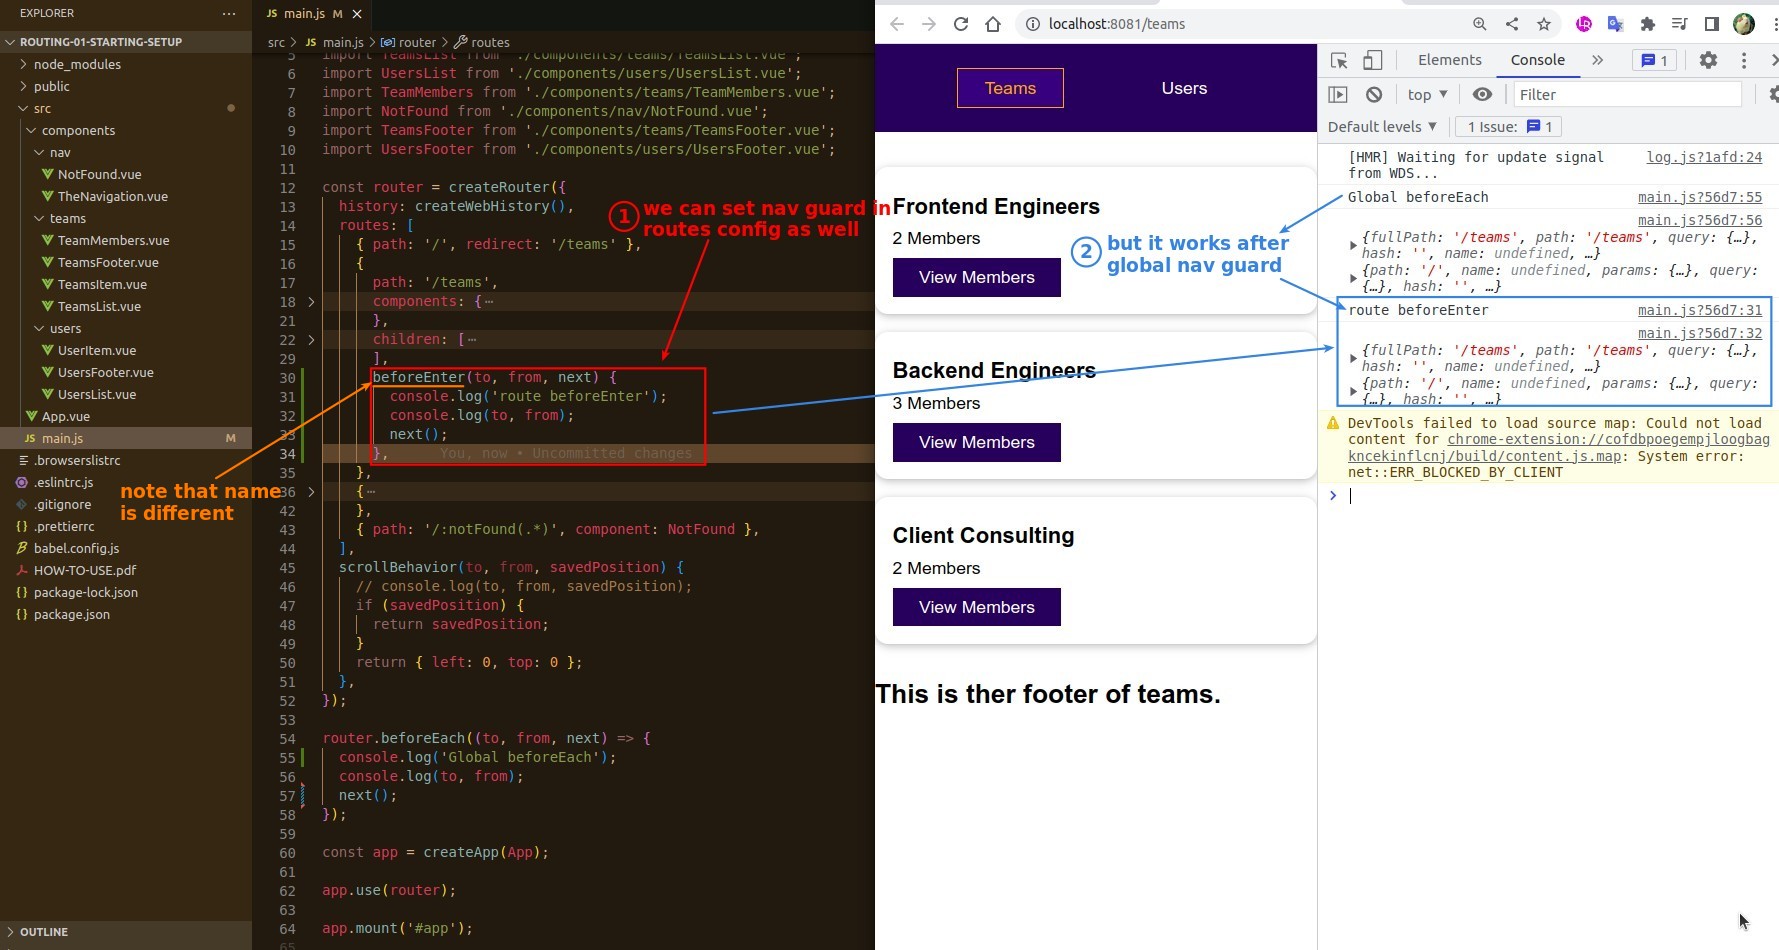 EXPLORER
ROUTING-01-STARTING-SETUP
node_modules
public
src
components
nav
NotFound.vue
TheNavigation.vue
teams
TeamMembers.vue
TeamsFooter.vue
TeamsItem.vue
TeamsList.vue
users
UserItem.vue
UsersFooter.vue
UsersList.vue
App.vue
JS main.js M
.browserslistrc
.eslintrc.js
.gitignore
.prettierrc
babel.config.js
HOW-TO-USE.pdf
package-lock.json
package.json
OUTLINE
JS main.js M
src > JS main.js > router > routes
5 import TeamsList from './components/teams/TeamsList.vue';
6 import UsersList from './components/users/UsersList.vue';
7 import TeamMembers from './components/teams/TeamMembers.vue';
8 import NotFound from './components/nav/NotFound.vue';
9 import TeamsFooter from './components/teams/TeamsFooter.vue';
10 import UsersFooter from './components/users/UsersFooter.vue';
11
12 const router = createRouter({
13 history: createWebHistory(),
14 routes: [
15 { path: '/', redirect: '/teams' },
16 {
17 path: '/teams',
18 components: { ⋯
21 },
22 children: [ ⋯
29 ],
30 beforeEnter(to, from, next) {
31 console.log('route beforeEnter');
32 console.log(to, from);
33 next();
34 }, You, now • Uncommitted changes
35 },
36 { ⋯
42 },
43 { path: '/:notFound(.*)', component: NotFound },
44 ],
45 scrollBehavior(to, from, savedPosition) {
46 // console.log(to, from, savedPosition);
47 if (savedPosition) {
48 return savedPosition;
49 }
50 return { left: 0, top: 0 };
51 },
52 });
53
54 router.beforeEach((to, from, next) => {
55 console.log('Global beforeEach');
56 console.log(to, from);
57 next();
58 });
59
60 const app = createApp(App);
61
62 app.use(router);
63
64 app.mount('#app');
65
1 we can set nav guard in
routes config as well
note that name
is different
localhost:8081/teams
Teams Users
Frontend Engineers
2 Members
View Members
2 but it works after
global nav guard
Backend Engineers
3 Members
View Members
Client Consulting
2 Members
View Members
This is ther footer of teams.
Elements Console » 1
top Filter
Default levels 1 Issue: 1
[HMR] Waiting for update signal log.js?1afd:24
from WDS...
Global beforeEach main.js?56d7:55
main.js?56d7:56
{fullPath: '/teams', path: '/teams', query: {…},
hash: '', name: undefined, …}
{path: '/', name: undefined, params: {…}, query:
{…}, hash: '', …}
route beforeEnter main.js?56d7:31
main.js?56d7:32
{fullPath: '/teams', path: '/teams', query: {…},
hash: '', name: undefined, …}
{path: '/', name: undefined, params: {…}, query:
{…}, hash: '', …}
DevTools failed to load source map: Could not load
content for chrome-extension://cofdbpoegempjloogbag
kncekinflcnj/build/content.js.map: System error:
net::ERR_BLOCKED_BY_CLIENT